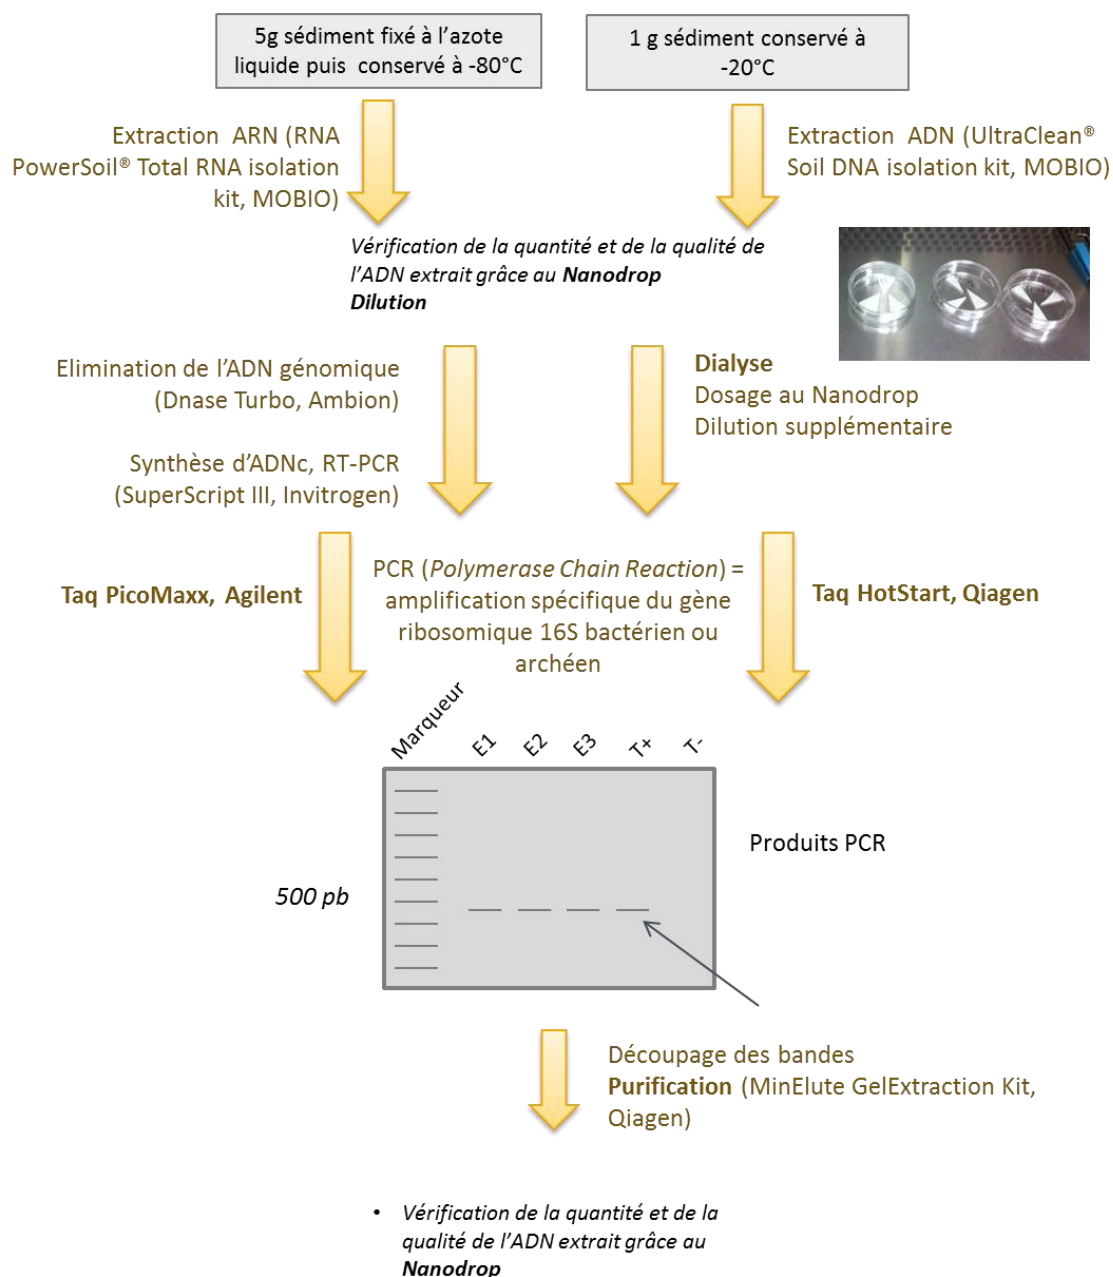 5g sédiment fixé à l'azote
liquide puis conservé à -80°C
1 g sédiment conservé à
-20°C
Extraction ARN (RNA
PowerSoil® Total RNA isolation
kit, MOBIO)
Extraction ADN (UltraClean®
Soil DNA isolation kit, MOBIO)
Vérification de la quantité et de la qualité de
l'ADN extrait grâce au Nanodrop
Dilution
Elimination de l'ADN génomique
(Dnase Turbo, Ambion)
Synthèse d'ADNc, RT-PCR
(SuperScript III, Invitrogen)
Dialyse
Dosage au Nanodrop
Dilution supplémentaire
Taq PicoMaxx, Agilent
PCR (Polymerase Chain Reaction) =
amplification spécifique du gène
ribosomique 16S bactérien ou
archéen
Taq HotStart, Qiagen
Marqueur
E1
E2
E3
T+
T-
500 pb
Produits PCR
Découpage des bandes
Purification (MinElute GelExtraction Kit,
Qiagen)
• Vérification de la quantité et de la
qualité de l'ADN extrait grâce au
Nanodrop